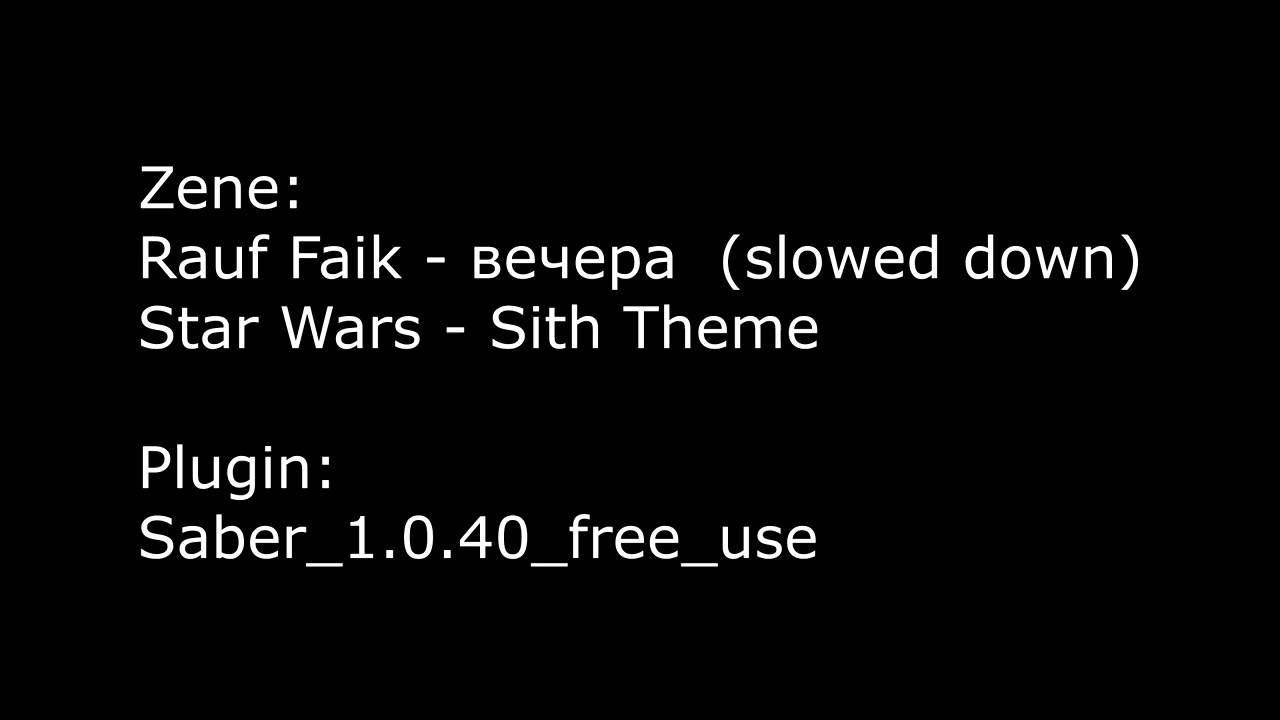 Zene:
Rauf Faik - вечера (slowed down)
Star Wars - Sith Theme
Plugin:
Saber_1.0.40_free_use